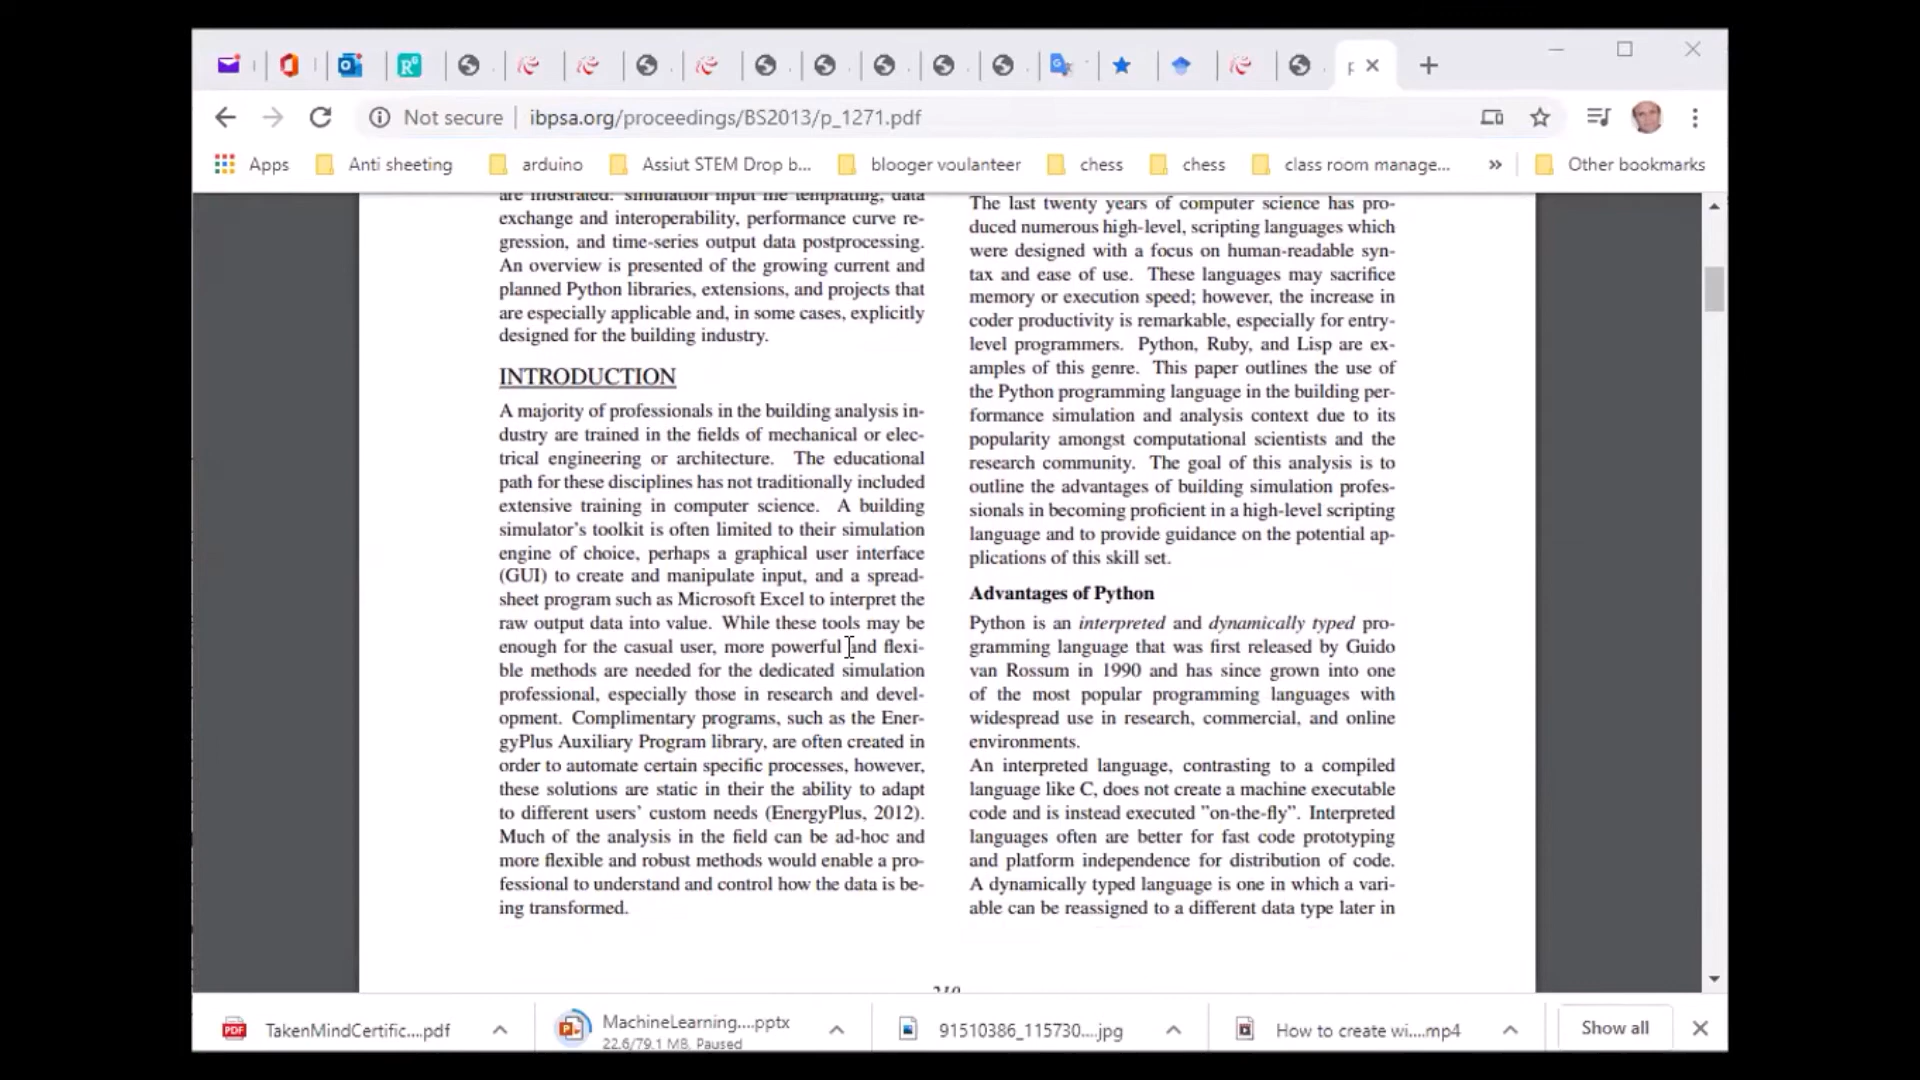 Not secure | ibpsa.org/proceedings/BS2013/p_1271.pdf
Apps Anti sheeting arduino Assiut STEM Drop b... blooger voulanteer chess chess class room manage... » Other bookmarks
are illustrated: simulation input file templating, data
exchange and interoperability, performance curve re-
gression, and time-series output data postprocessing.
An overview is presented of the growing current and
planned Python libraries, extensions, and projects that
are especially applicable and, in some cases, explicitly
designed for the building industry.
INTRODUCTION
A majority of professionals in the building analysis in-
dustry are trained in the fields of mechanical or elec-
trical engineering or architecture. The educational
path for these disciplines has not traditionally included
extensive training in computer science. A building
simulator's toolkit is often limited to their simulation
engine of choice, perhaps a graphical user interface
(GUI) to create and manipulate input, and a spread-
sheet program such as Microsoft Excel to interpret the
raw output data into value. While these tools may be
enough for the casual user, more powerful and flexi-
ble methods are needed for the dedicated simulation
professional, especially those in research and devel-
opment. Complimentary programs, such as the Ener-
gyPlus Auxiliary Program library, are often created in
order to automate certain specific processes, however,
these solutions are static in their the ability to adapt
to different users' custom needs (EnergyPlus, 2012).
Much of the analysis in the field can be ad-hoc and
more flexible and robust methods would enable a pro-
fessional to understand and control how the data is be-
ing transformed.
The last twenty years of computer science has pro-
duced numerous high-level, scripting languages which
were designed with a focus on human-readable syn-
tax and ease of use. These languages may sacrifice
memory or execution speed; however, the increase in
coder productivity is remarkable, especially for entry-
level programmers. Python, Ruby, and Lisp are ex-
amples of this genre. This paper outlines the use of
the Python programming language in the building per-
formance simulation and analysis context due to its
popularity amongst computational scientists and the
research community. The goal of this analysis is to
outline the advantages of building simulation profes-
sionals in becoming proficient in a high-level scripting
language and to provide guidance on the potential ap-
plications of this skill set.
Advantages of Python
Python is an interpreted and dynamically typed pro-
gramming language that was first released by Guido
van Rossum in 1990 and has since grown into one
of the most popular programming languages with
widespread use in research, commercial, and online
environments.
An interpreted language, contrasting to a compiled
language like C, does not create a machine executable
code and is instead executed "on-the-fly". Interpreted
languages often are better for fast code prototyping
and platform independence for distribution of code.
A dynamically typed language is one in which a vari-
able can be reassigned to a different data type later in
TakenMindCertific....pdf
MachineLearning....pptx
22.6/79.1 MB, Paused
91510386_115730....jpg
How to create wi....mp4
Show all